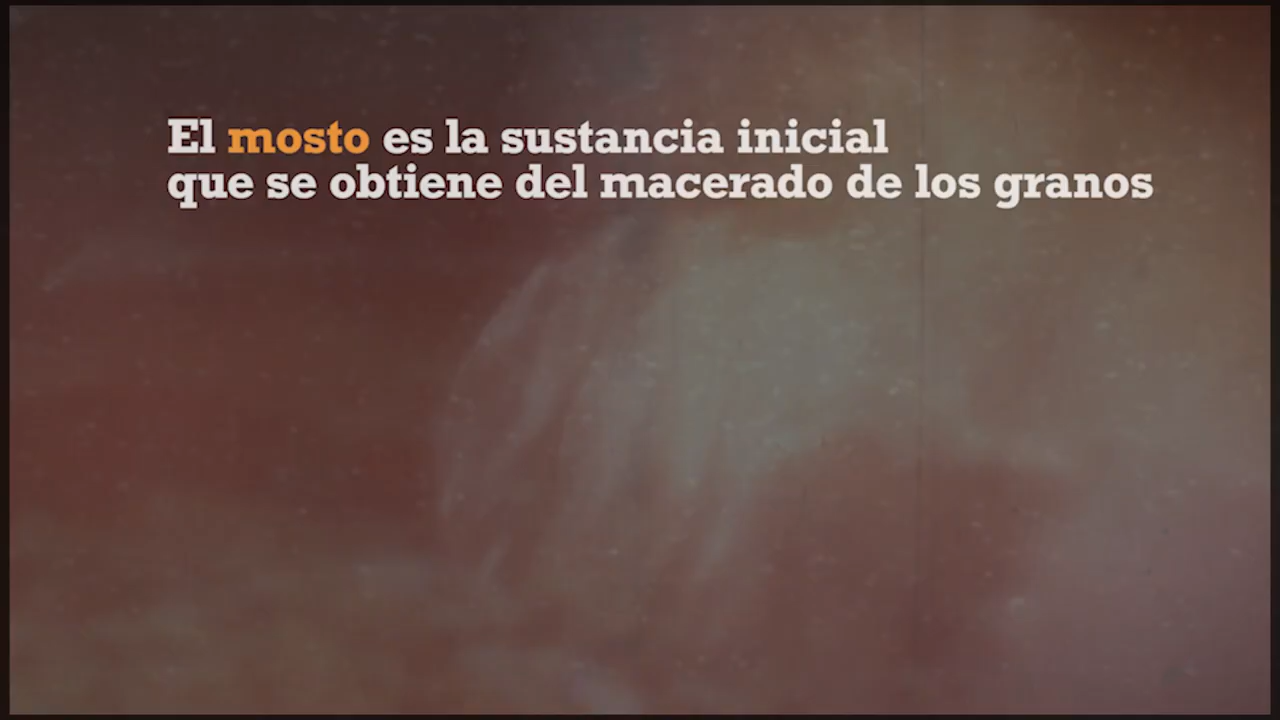 El mosto es la sustancia inicial
que se obtiene del macerado de los granos